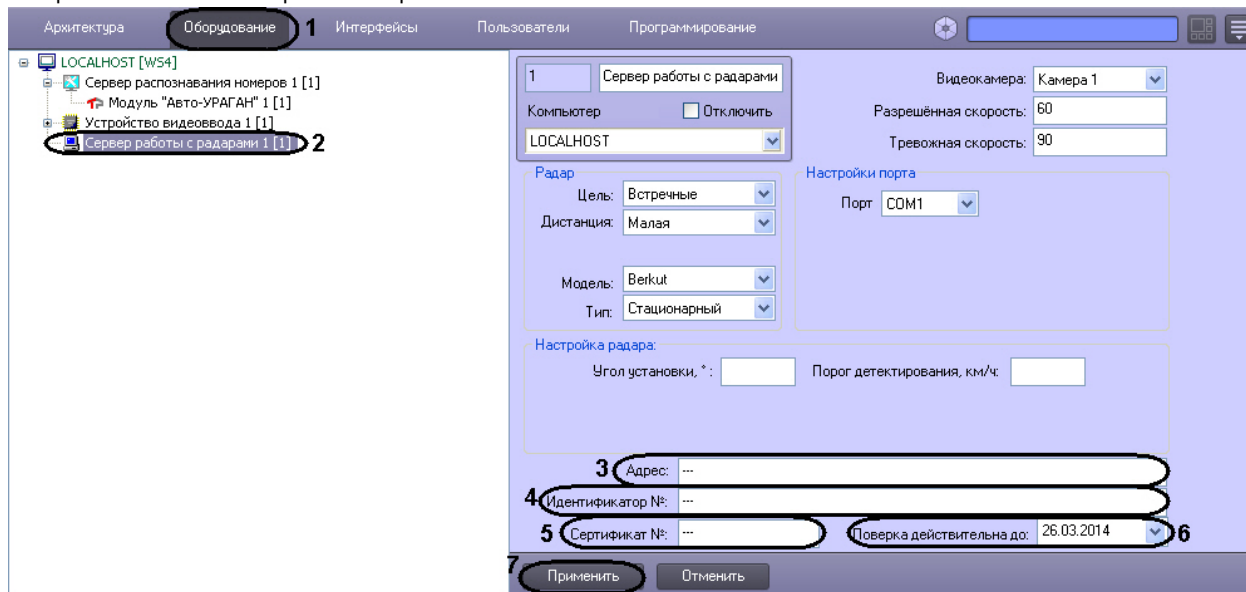 Архитектура Оборудование 1 Интерфейсы Пользователи Программирование
LOCALHOST [WS4]
Сервер распознавания номеров 1 [1]
Модуль "Авто-УРАГАН" 1 [1]
Устройство видеоввода 1 [1]
Сервер работы с радарами 1 [1] 2
1 Сервер работы с радарами
Компьютер Отключить
LOCALHOST
Видеокамера: Камера 1
Разрешённая скорость: 60
Тревожная скорость: 90
Радар
Цель: Встречные
Дистанция: Малая
Модель: Berkut
Тип: Стационарный
Настройки порта
Порт COM1
Настройка радара:
Угол установки, °: Порог детектирования, км/ч:
3 Адрес: ---
4 Идентификатор №: ---
5 Сертификат №: --- Поверка действительна до: 26.03.2014 6
7 Применить Отменить